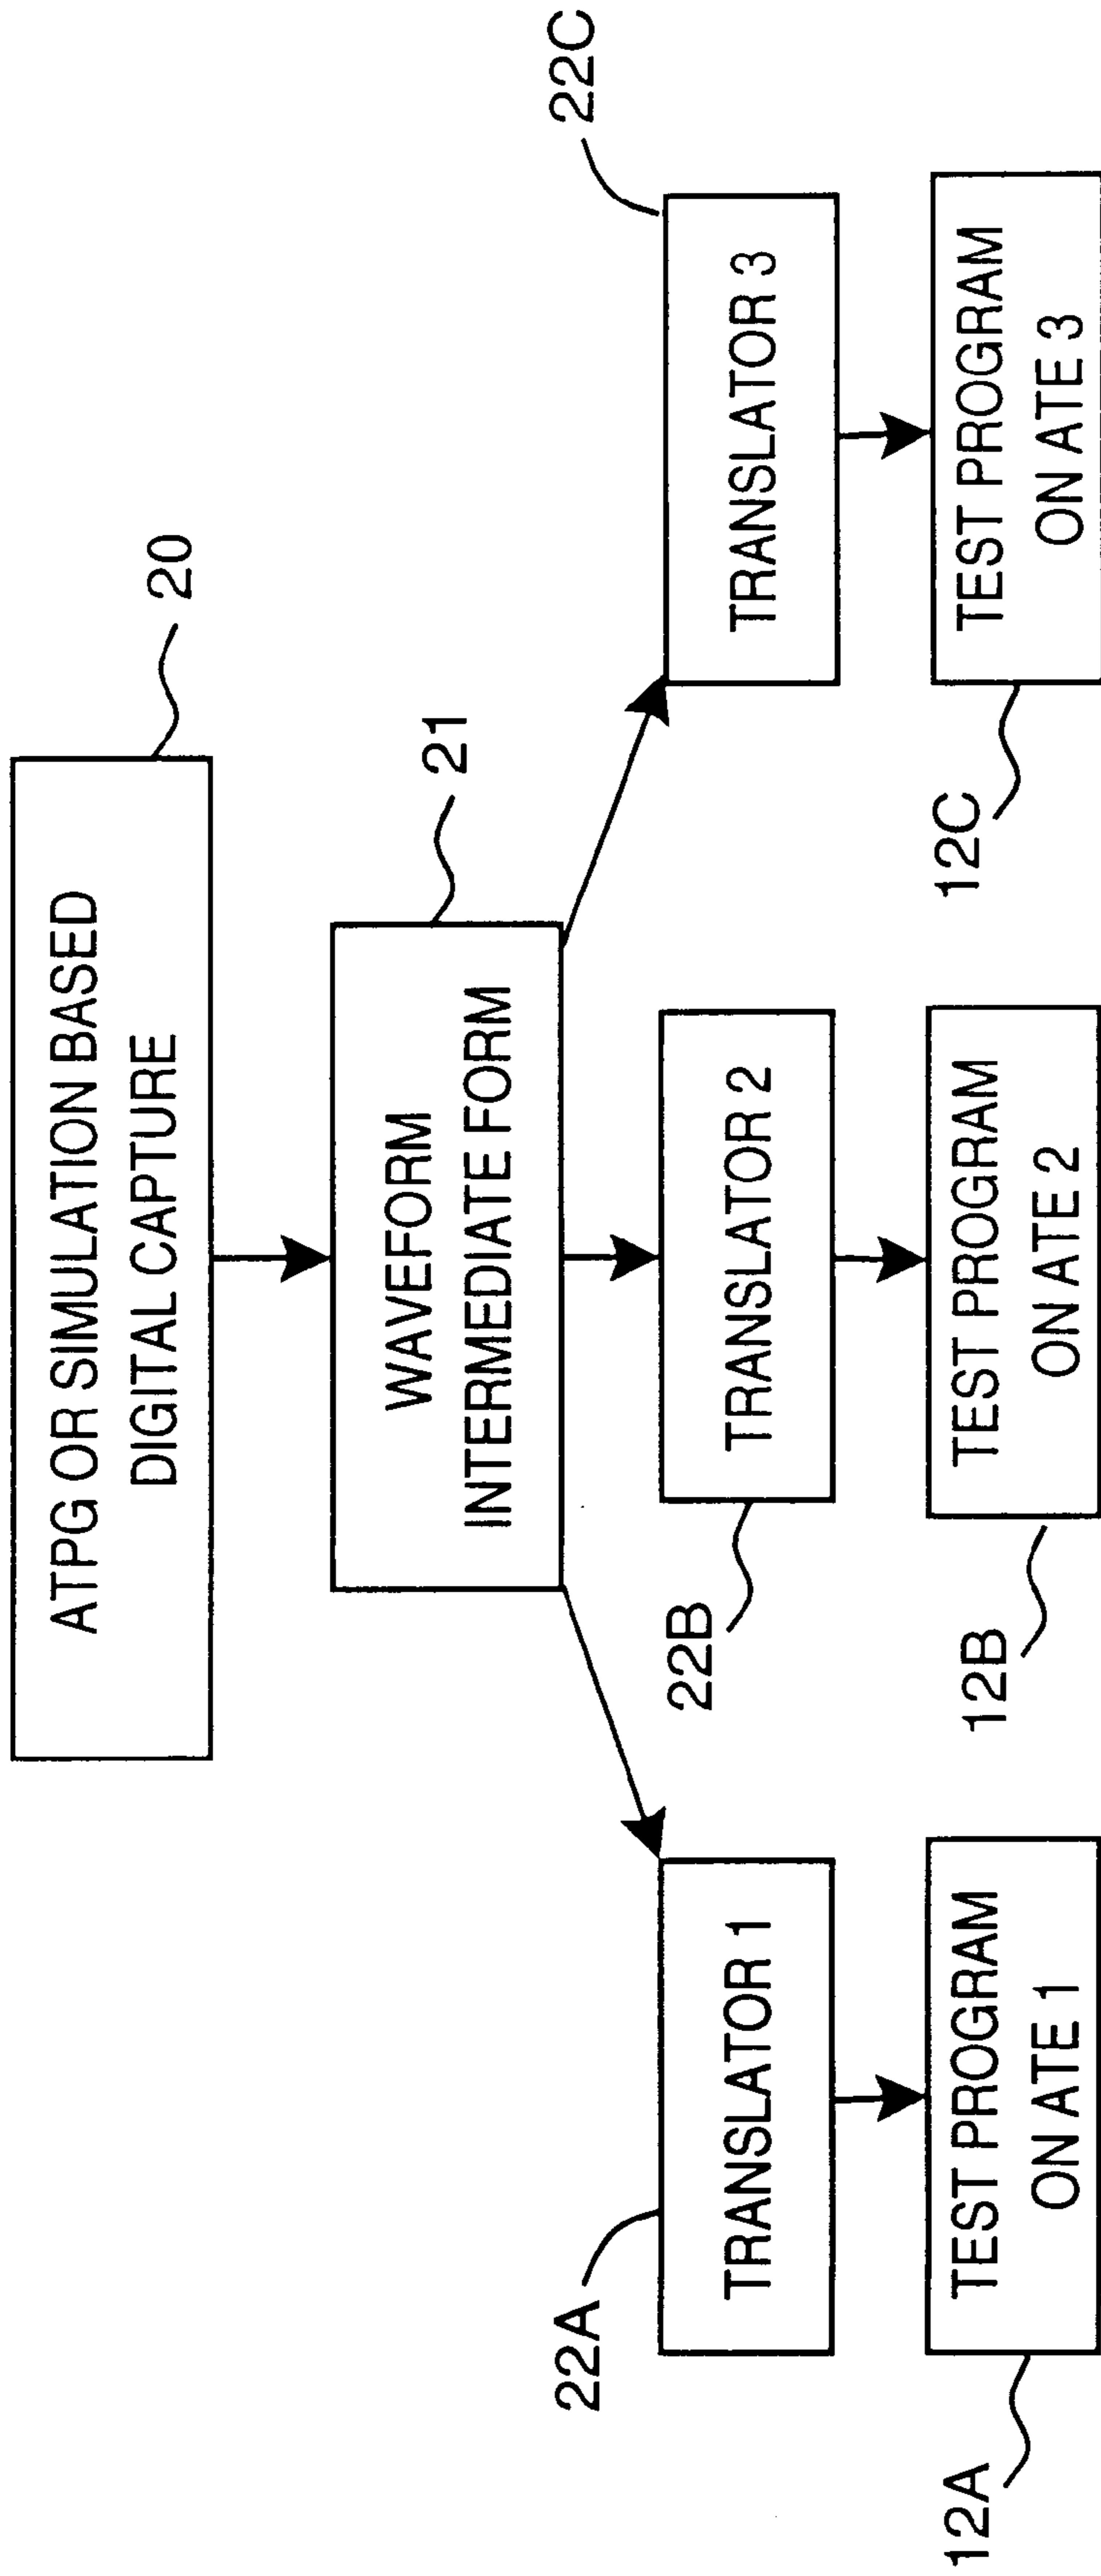 ATPG OR SIMULATION BASED
DIGITAL CAPTURE
20
WAVEFORM
INTERMEDIATE FORM
21
22A
TRANSLATOR 1
22B
TRANSLATOR 2
22C
TRANSLATOR 3
12A
TEST PROGRAM
ON ATE 1
12B
TEST PROGRAM
ON ATE 2
12C
TEST PROGRAM
ON ATE 3